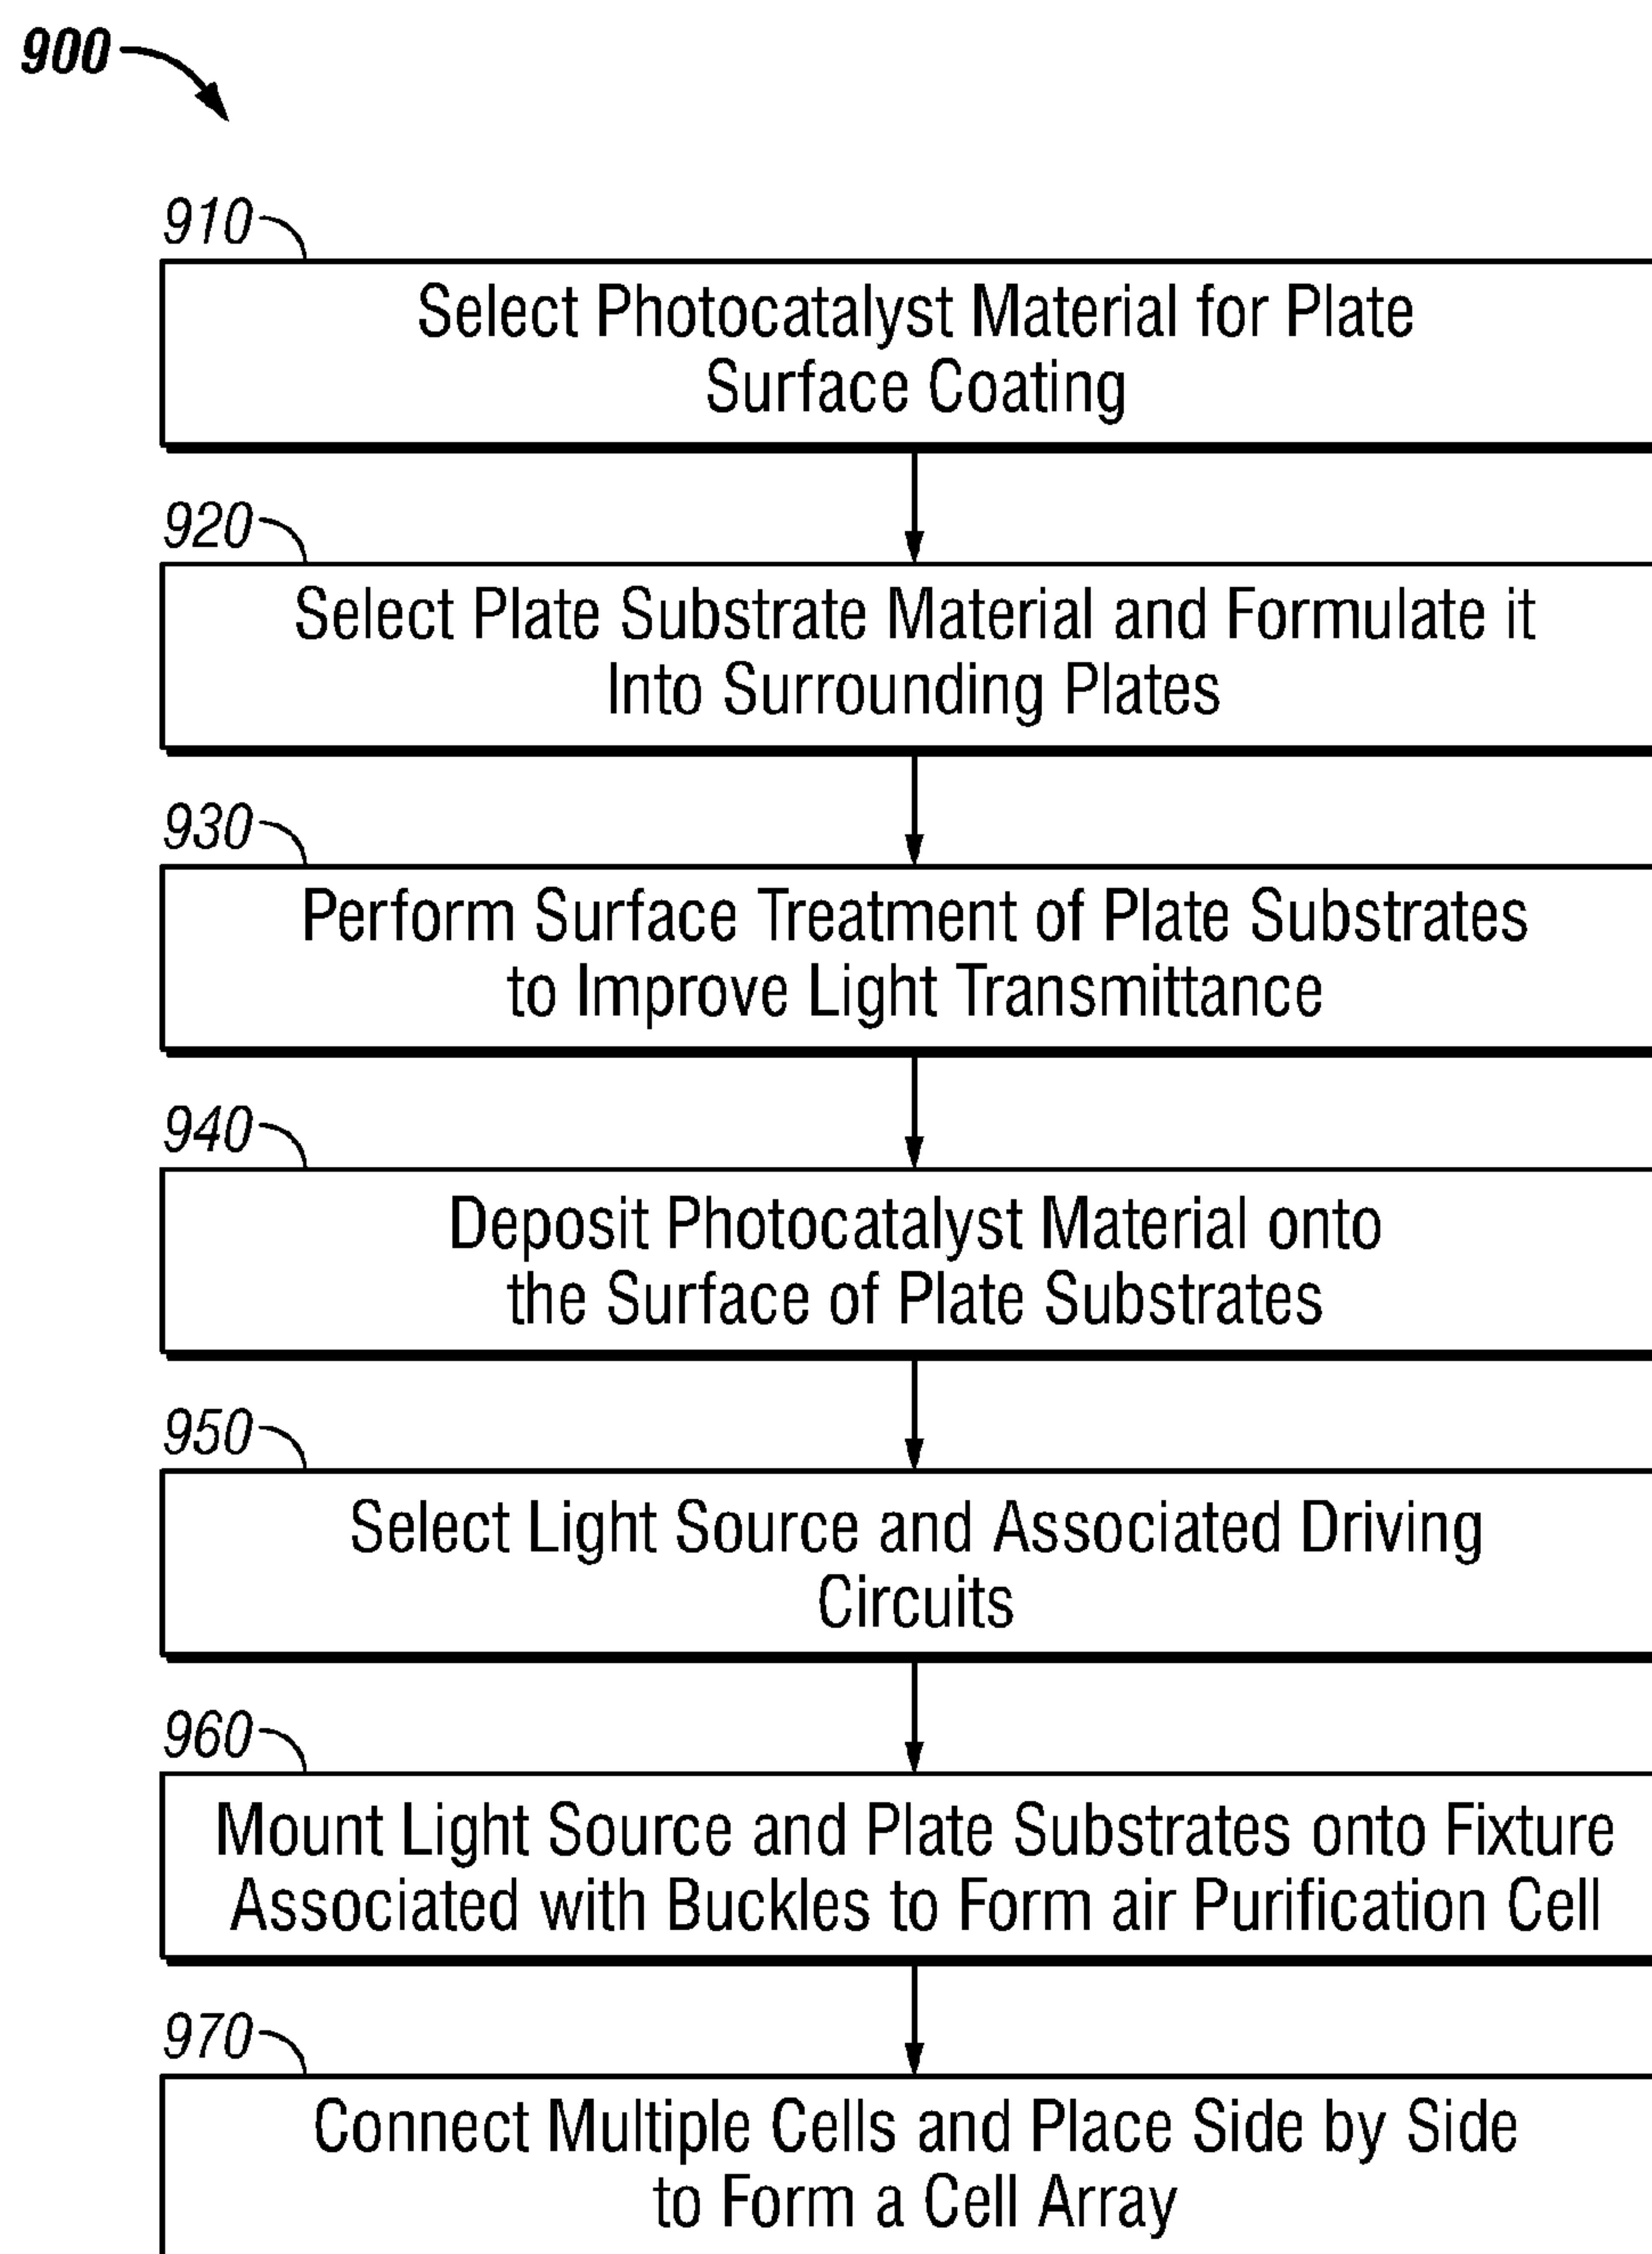 900
910
Select Photocatalyst Material for Plate
Surface Coating
920
Select Plate Substrate Material and Formulate it
Into Surrounding Plates
930
Perform Surface Treatment of Plate Substrates
to Improve Light Transmittance
940
Deposit Photocatalyst Material onto
the Surface of Plate Substrates
950
Select Light Source and Associated Driving
Circuits
960
Mount Light Source and Plate Substrates onto Fixture
Associated with Buckles to Form air Purification Cell
970
Connect Multiple Cells and Place Side by Side
to Form a Cell Array